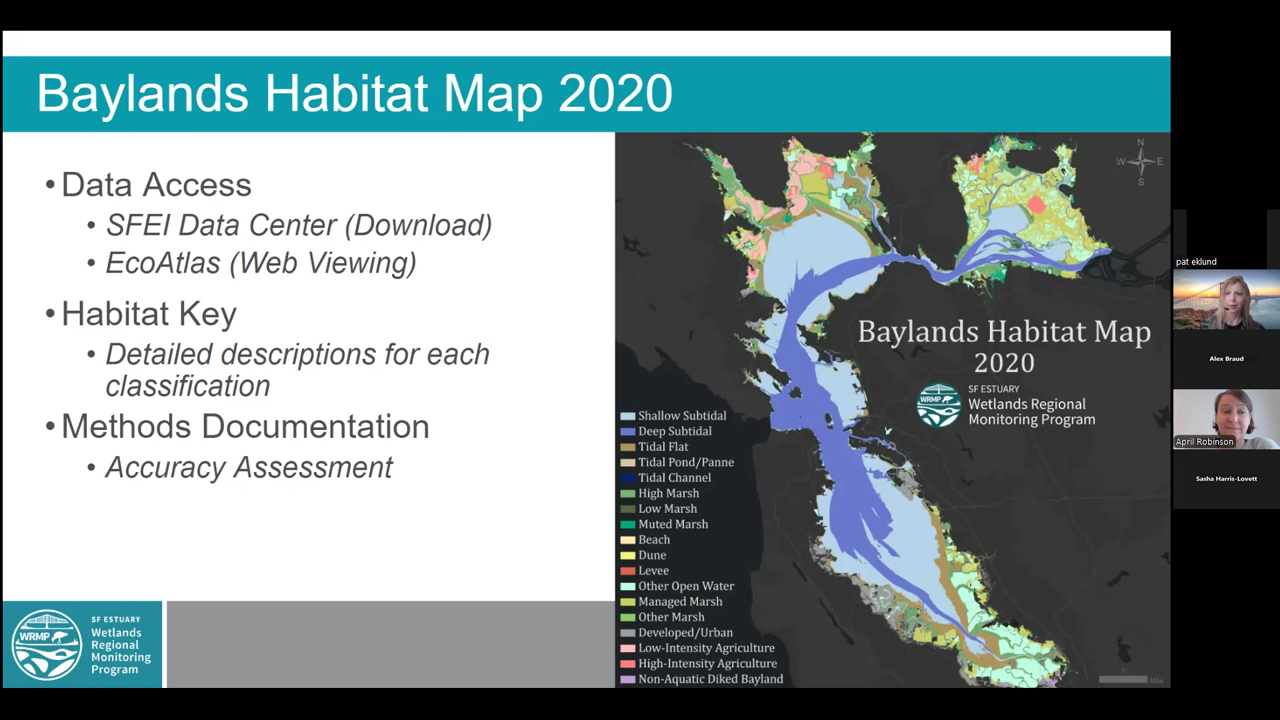 Baylands Habitat Map 2020
•Data Access
• SFEI Data Center (Download)
• EcoAtlas (Web Viewing)
•Habitat Key
• Detailed descriptions for each
classification
•Methods Documentation
• Accuracy Assessment
SF ESTUARY
WRMP
Wetlands
Regional
Monitoring
Program
N
W E
S
Baylands Habitat Map
2020
SF ESTUARY
WRMP
Wetlands Regional
Monitoring Program
Shallow Subtidal
Deep Subtidal
Tidal Flat
Tidal Pond/Panne
Tidal Channel
High Marsh
Low Marsh
Muted Marsh
Beach
Dune
Levee
Other Open Water
Managed Marsh
Other Marsh
Developed/Urban
Low-Intensity Agriculture
High-Intensity Agriculture
Non-Aquatic Diked Bayland
pat eklund
Alex Braud
April Robinson
Sasha Harris-Lovett